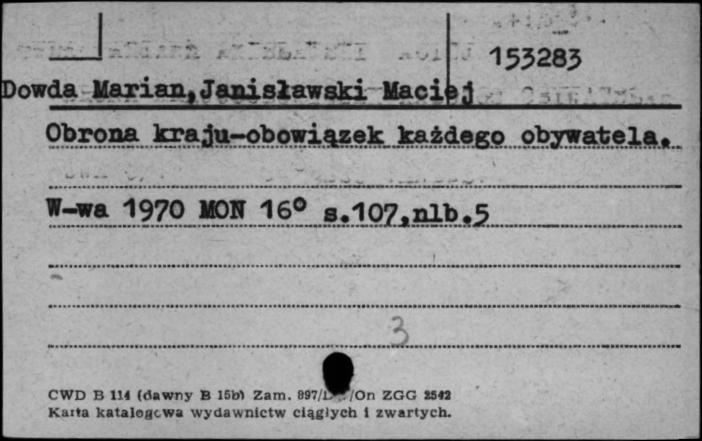 153283
Dowda Marian,Janisławski Maciej
Obrona kraju-obowiązek każdego obywatela.
W-wa 1970 MON 16° s.107,nlb.5
3
CWD B 114 (dawny B 15b) Zam. 897/ /On ZGG 2542
Karta katalogowa wydawnictw ciągłych i zwartych.